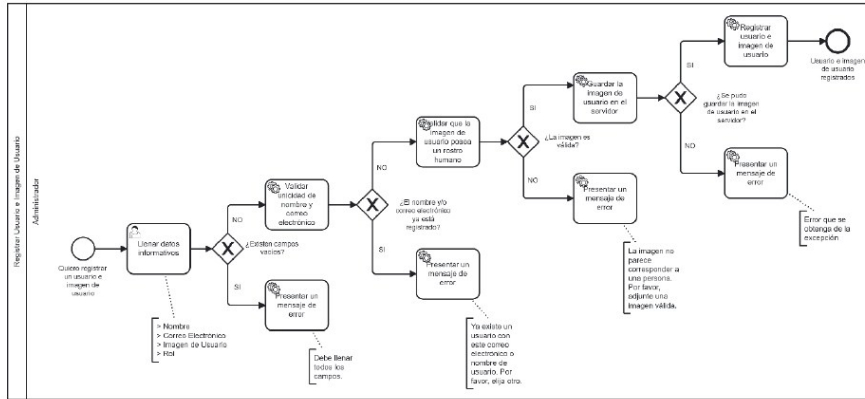 Registrar Usuario e Imagen de Usuario
Administrador
Quiero registrar
un usuario e
imagen de
usuario
Llenar datos
informativos
> Nombre
> Correo Electrónico
> Imagen de Usuario
> Rol
¿Existen campos
vacíos?
NO
SI
Validar
unicidad de
nombre y
correo
electrónico
Presentar un
mensaje de
error
Debe llenar
todos los
campos.
¿El nombre y/o
correo electrónico
ya está
registrado?
NO
SI
Validar que la
imagen de
usuario posea
un rostro
humano
Presentar un
mensaje de
error
Ya existe un
usuario con
este correo
electrónico o
nombre de
usuario. Por
favor, elija otro.
¿La imagen es
válida?
SI
NO
Guardar la
imagen de
usuario en el
servidor
Presentar un
mensaje de
error
La imagen no
parece
corresponder a
una persona.
Por favor,
adjunte una
imagen válida.
¿Se pudo
guardar la imagen
de usuario en el
servidor?
SI
NO
Registrar
usuario e
imagen de
usuario
Usuario e imagen
de usuario
registrados
Presentar un
mensaje de
error
Error que se
obtenga de la
excepción